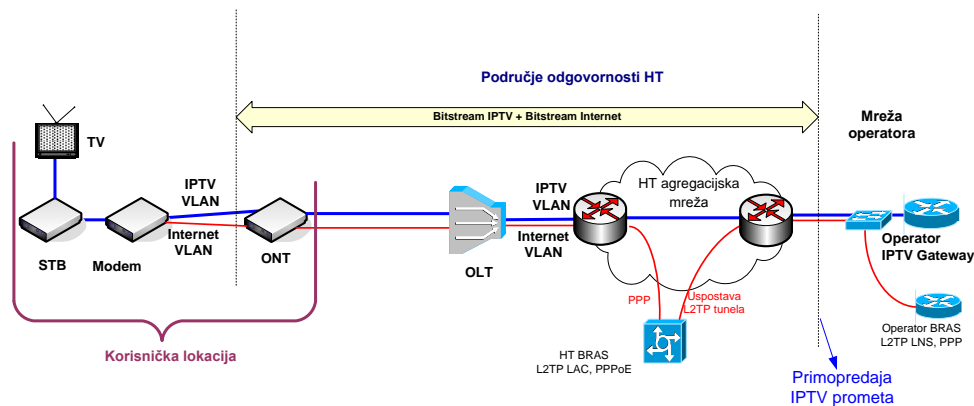 Područje odgovornosti HT
Bitstream IPTV + Bitstream Internet
Mreža
operatora
TV
IPTV
VLAN
Internet
VLAN
STB
Modem
ONT
OLT
IPTV
VLAN
Internet
VLAN
HT agregacijska
mreža
Operator
IPTV Gateway
PPP
Uspostava
L2TP tunela
HT BRAS
L2TP LAC, PPPoE
Operator BRAS
L2TP LNS, PPP
Korisnička lokacija
Primopredaja
IPTV prometa